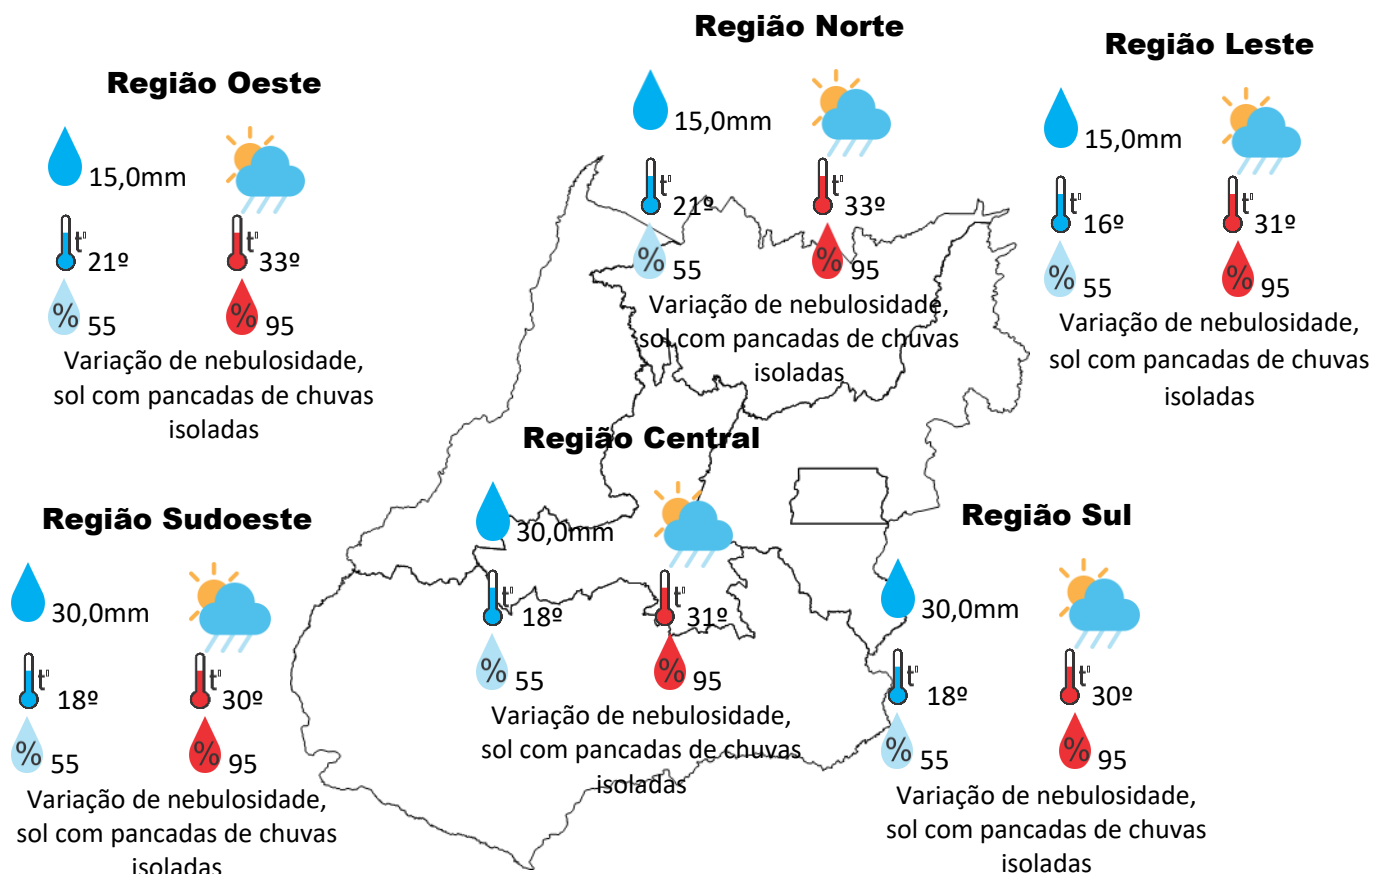 Região Norte
15,0mm
t°
21º
t°
33º
%
55
%
95
Variação de nebulosidade,
sol com pancadas de chuvas
isoladas
Região Leste
15,0mm
t°
16º
t°
31º
%
55
%
95
Variação de nebulosidade,
sol com pancadas de chuvas
isoladas
Região Oeste
15,0mm
t°
21º
t°
33º
%
55
%
95
Variação de nebulosidade,
sol com pancadas de chuvas
isoladas
Região Central
30,0mm
t°
18º
t°
31º
%
55
%
95
Variação de nebulosidade,
sol com pancadas de chuvas
isoladas
Região Sudoeste
30,0mm
t°
18º
t°
30º
%
55
%
95
Variação de nebulosidade,
sol com pancadas de chuvas
isoladas
Região Sul
30,0mm
t°
18º
t°
30º
%
55
%
95
Variação de nebulosidade,
sol com pancadas de chuvas
isoladas